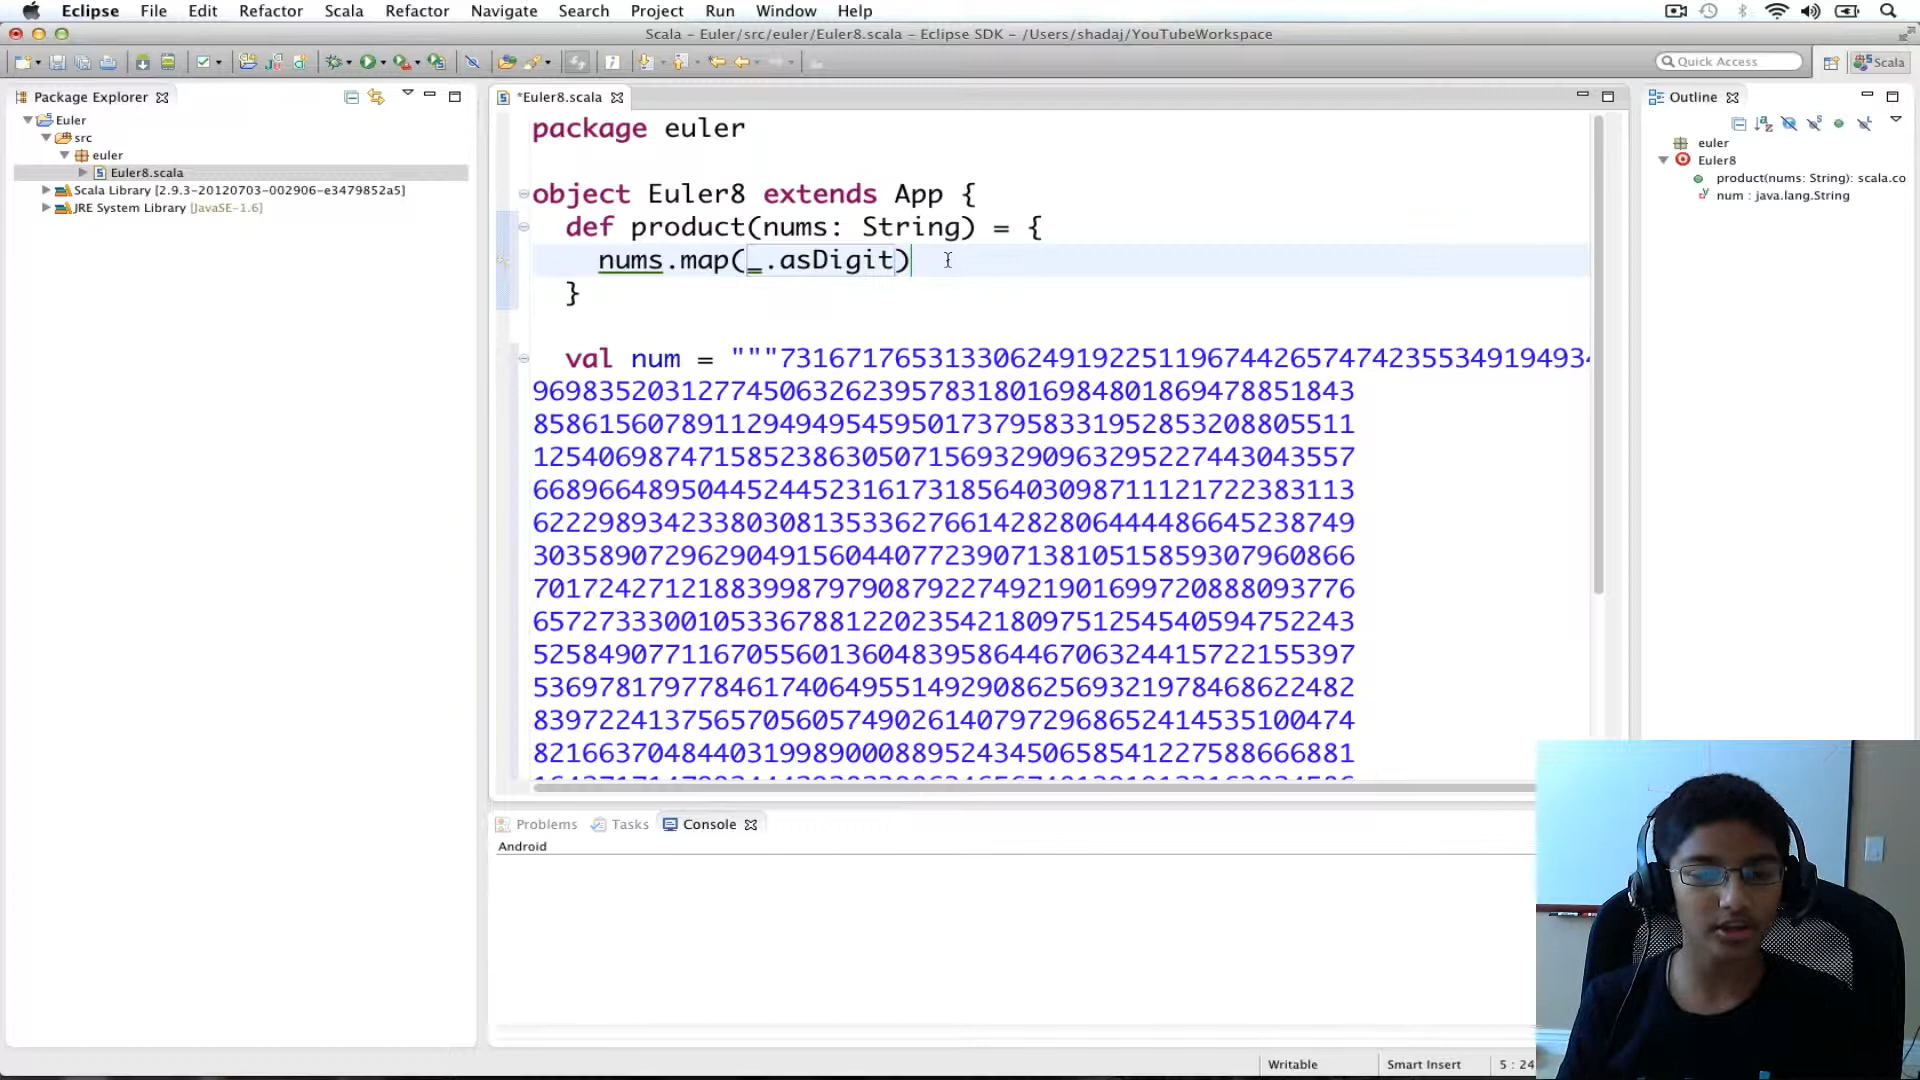 Eclipse File Edit Refactor Scala Refactor Navigate Search Project Run Window Help
Scala - Euler/src/euler/Euler8.scala - Eclipse SDK - /Users/shadaj/YouTubeWorkspace
Quick Access
Scala
Package Explorer
Euler
src
euler
Euler8.scala
Scala Library [2.9.3-20120703-002906-e3479852a5]
JRE System Library [JavaSE-1.6]
*Euler8.scala
package euler
object Euler8 extends App {
def product(nums: String) = {
nums.map(_.asDigit)
}
val num = """73167176531330624919225119674426574742355349194934
96983520312774506326239578318016984801869478851843
85861560789112949495459501737958331952853208805511
12540698747158523863050715693290963295227443043557
66896648950445244523161731856403098711121722383113
62229893423380308135336276614282806444486645238749
30358907296290491560440772390713810515859307960866
70172427121883998797908792274921901699720888093776
65727333001053367881220235421809751254540594752243
52584907711670556013604839586446706324415722155397
53697817977846174064955149290862569321978468622482
83972241375657056057490261407972968652414535100474
82166370484403199890008895243450658541227588666881
Outline
euler
Euler8
product(nums: String): scala.co
num : java.lang.String
Problems Tasks Console
Android
Writable Smart Insert 5 : 24